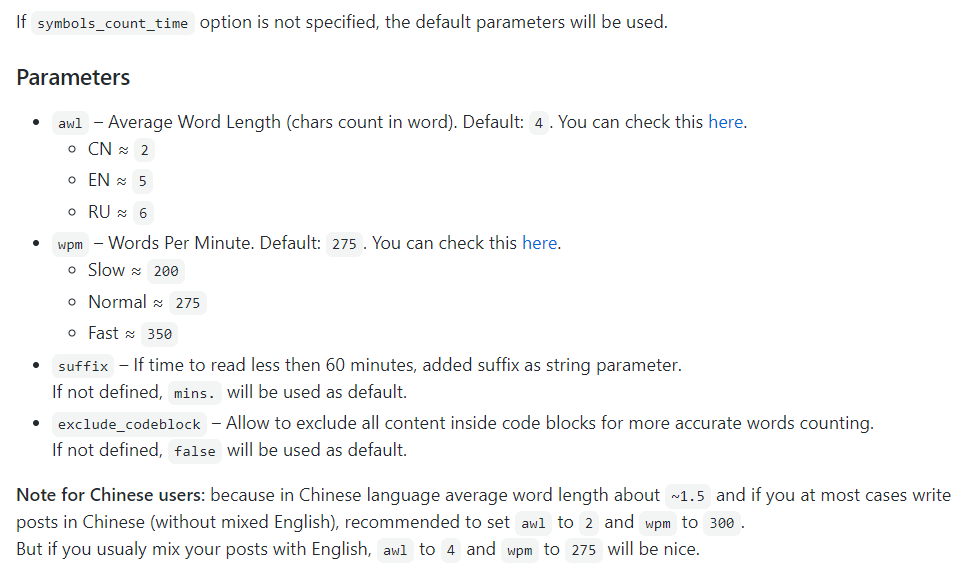 If symbols_count_time option is not specified, the default parameters will be used.
Parameters
awl – Average Word Length (chars count in word). Default: 4. You can check this here.
CN ≈ 2
EN ≈ 5
RU ≈ 6
wpm – Words Per Minute. Default: 275. You can check this here.
Slow ≈ 200
Normal ≈ 275
Fast ≈ 350
suffix – If time to read less then 60 minutes, added suffix as string parameter.
If not defined, mins. will be used as default.
exclude_codeblock – Allow to exclude all content inside code blocks for more accurate words counting.
If not defined, false will be used as default.
Note for Chinese users: because in Chinese language average word length about ~1.5 and if you at most cases write
posts in Chinese (without mixed English), recommended to set awl to 2 and wpm to 300.
But if you usualy mix your posts with English, awl to 4 and wpm to 275 will be nice.